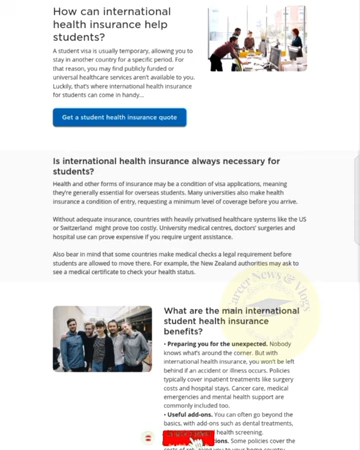 How can international
health insurance help
students?
A student visa is usually temporary, allowing you to
stay in another country for a specific period. For
that reason, you may find publicly funded or
universal healthcare services aren't available to you.
Luckily, that's where international health insurance
for students can come in handy...
Get a student health insurance quote
Is international health insurance always necessary for
students?
Health and other forms of insurance may be a condition of visa applications, meaning
they're generally essential for overseas students. Many universities also make health
insurance a condition of entry, requesting a minimum level of coverage before you arrive.
Without adequate insurance, countries with heavily privatised healthcare systems like the US
or Switzerland might prove too costly. University medical centres, doctors' surgeries and
hospital use can prove expensive if you require urgent assistance.
Also bear in mind that some countries make medical checks a legal requirement before
students are allowed to move there. For example, the New Zealand authorities may ask to
see a medical certificate to check your health status.
Career News & Vlogs
What are the main international
student health insurance
benefits?
• Preparing you for the unexpected. Nobody
knows what's around the corner. But with
international health insurance, you won't be left
behind if an accident or illness occurs. Policies
typically cover inpatient treatments like surgery
costs and hospital stays. Cancer care, medical
emergencies and mental health support are
commonly included too.
• Useful add-ons. You can often go beyond the
basics, with add-ons such as dental treatments,
health screening.
ions. Some policies cover the